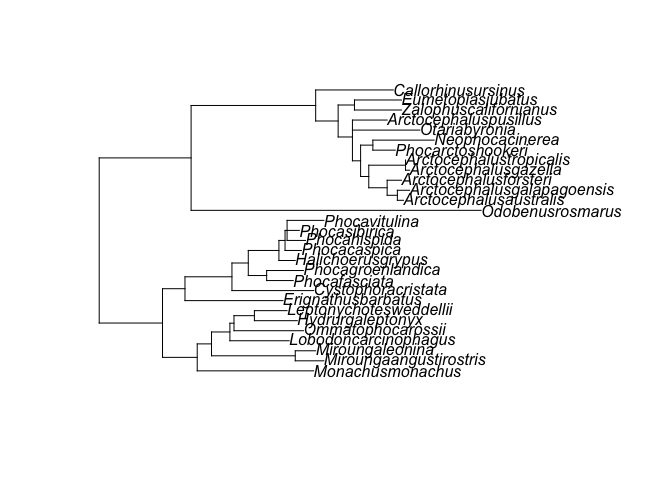 Callorhinusursinus
Eumetopiasjubatus
Zalophuscalifornianus
Arctocephaluspusillus
Otariabyronia
Neophocacinerea
Phocarctoshookeri
Arctocephalustropicalis
Arctocephalusgazella
Arctocephalusforsteri
Arctocephalusgalapagoensis
Arctocephalusaustralis
Odobenusrosmarus
Phocavitulina
Phocasibirica
Phocahispida
Phocacaspica
Halichoerusgrypus
Phocagroenlandica
Phocafasciata
Cystophoracristata
Erignathusbarbatus
Leptonychotesweddellii
Hydrurgaleptonyx
Ommatophocarossii
Lobodoncarcinophagus
Miroungaleonina
Miroungaangustirostris
Monachusmonachus